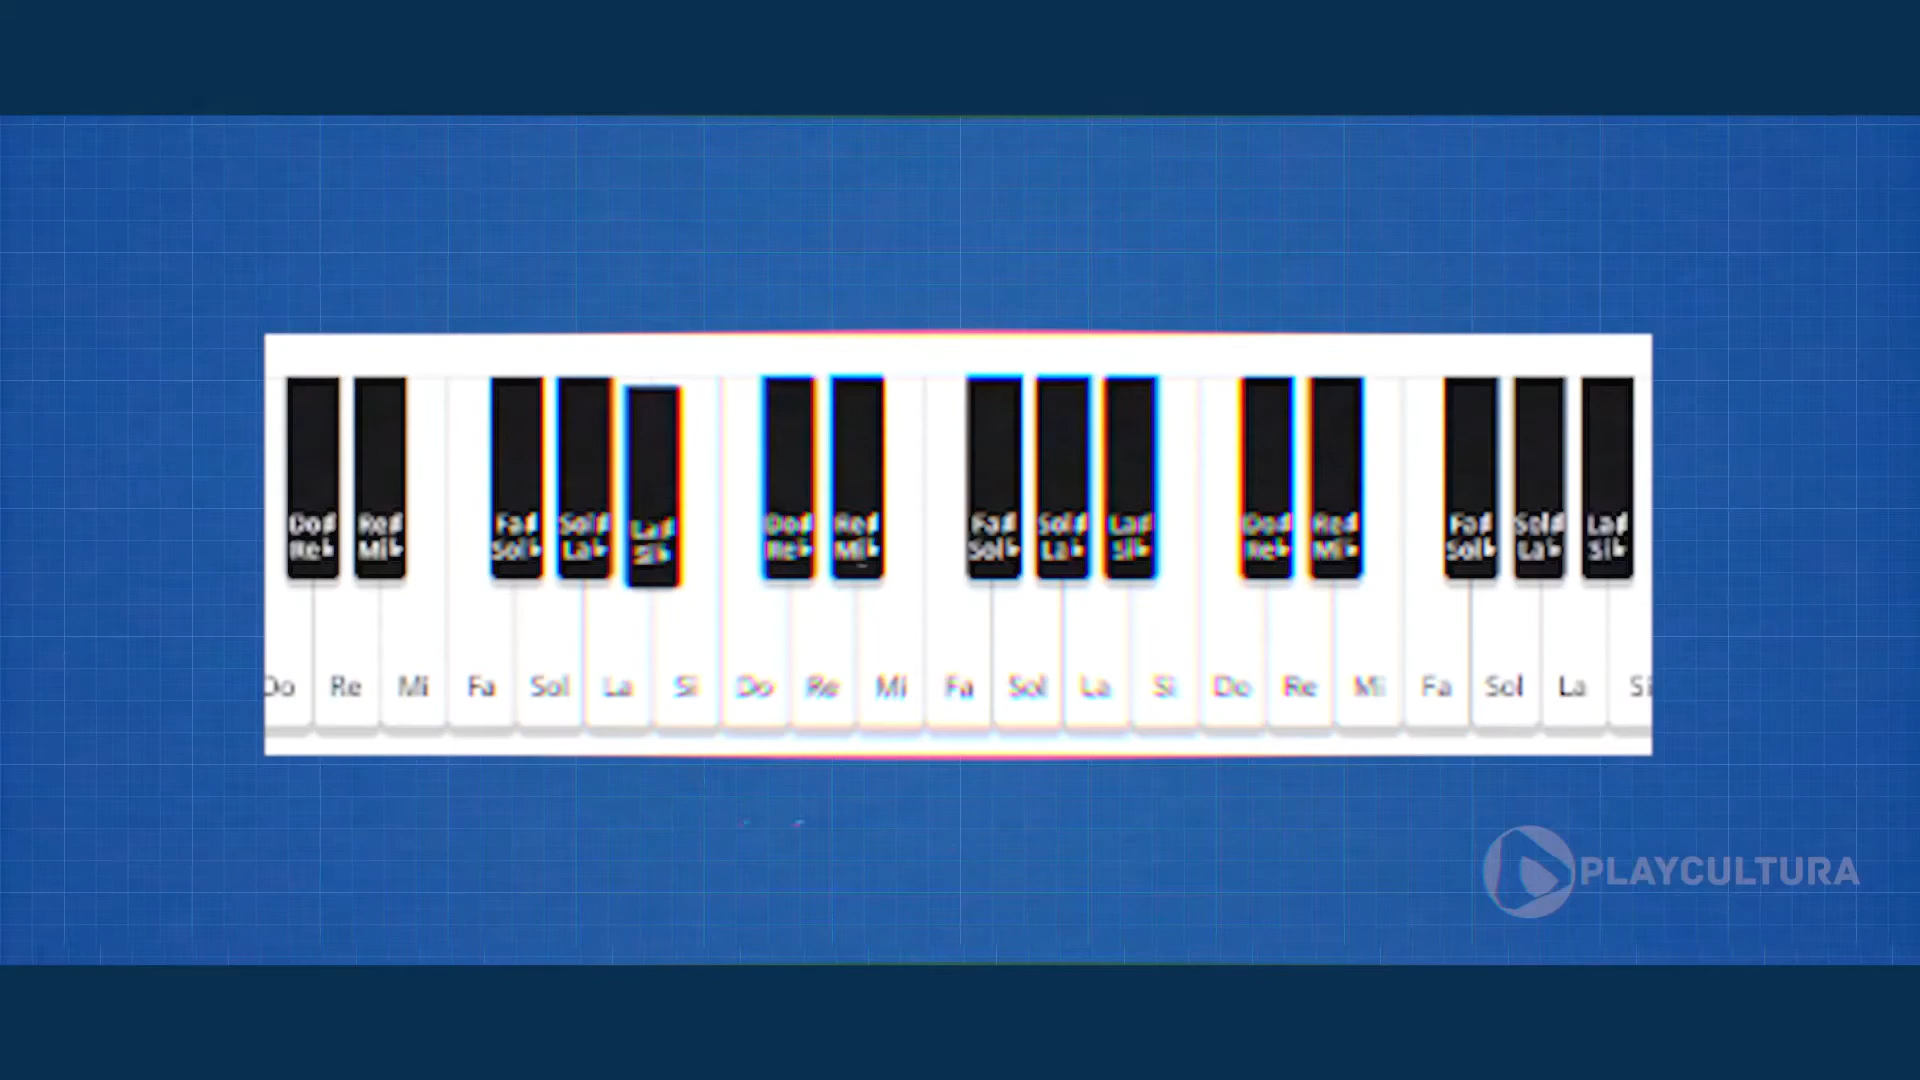 Do# Re# Fa# Sol# La# Do# Re# Fa# Sol# La# Do# Re# Fa# Sol# La#
Re♭ Mi♭ Sol♭ La♭ Si♭ Re♭ Mi♭ Sol♭ La♭ Si♭ Re♭ Mi♭ Sol♭ La♭ Si♭
Do Re Mi Fa Sol La Si Do Re Mi Fa Sol La Si Do Re Mi Fa Sol La Si
PLAYCULTURA